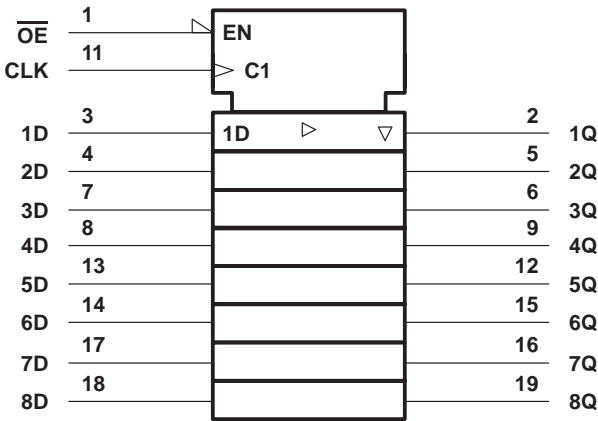 1
O̅E̅ EN
11
CLK C1
3 2
1D 1D 1Q
4 5
2D 2Q
7 6
3D 3Q
8 9
4D 4Q
13 12
5D 5Q
14 15
6D 6Q
17 16
7D 7Q
18 19
8D 8Q